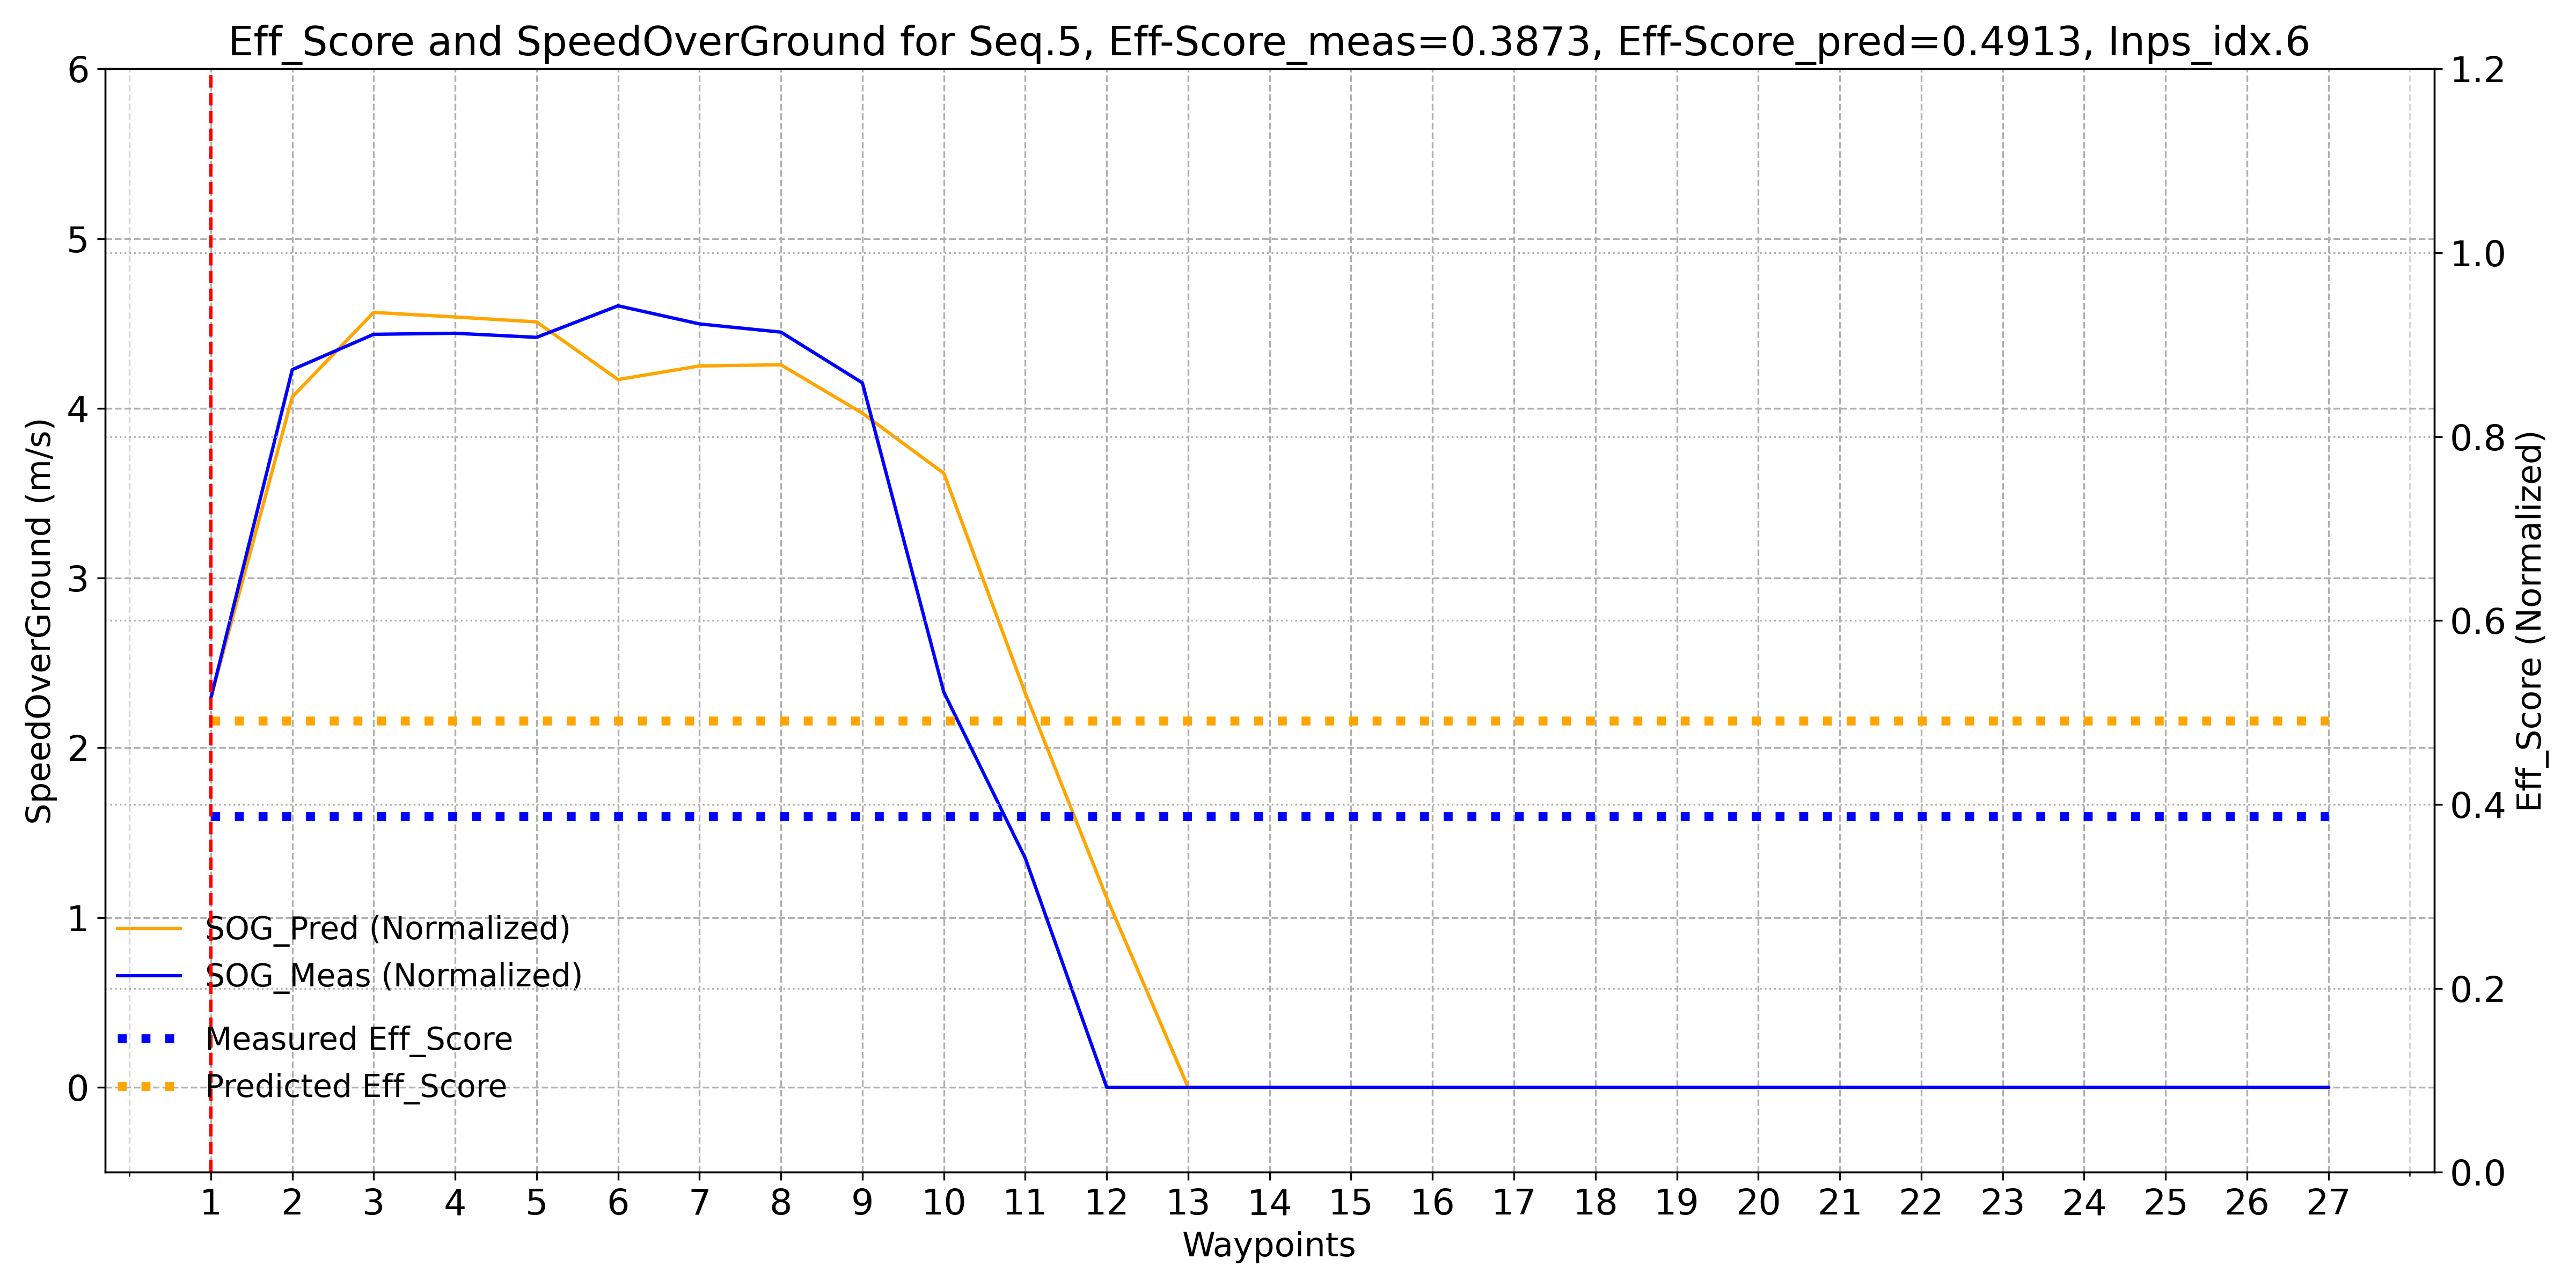 Eff_Score and SpeedOverGround for Seq.5, Eff-Score_meas=0.3873, Eff-Score_pred=0.4913, Inps_idx.6
6
5
4
3
2
1
0
SpeedOverGround (m/s)
1.2
1.0
0.8
0.6
0.4
0.2
0.0
Eff_Score (Normalized)
SOG_Pred (Normalized)
SOG_Meas (Normalized)
Measured Eff_Score
Predicted Eff_Score
1 2 3 4 5 6 7 8 9 10 11 12 13 14 15 16 17 18 19 20 21 22 23 24 25 26 27
Waypoints